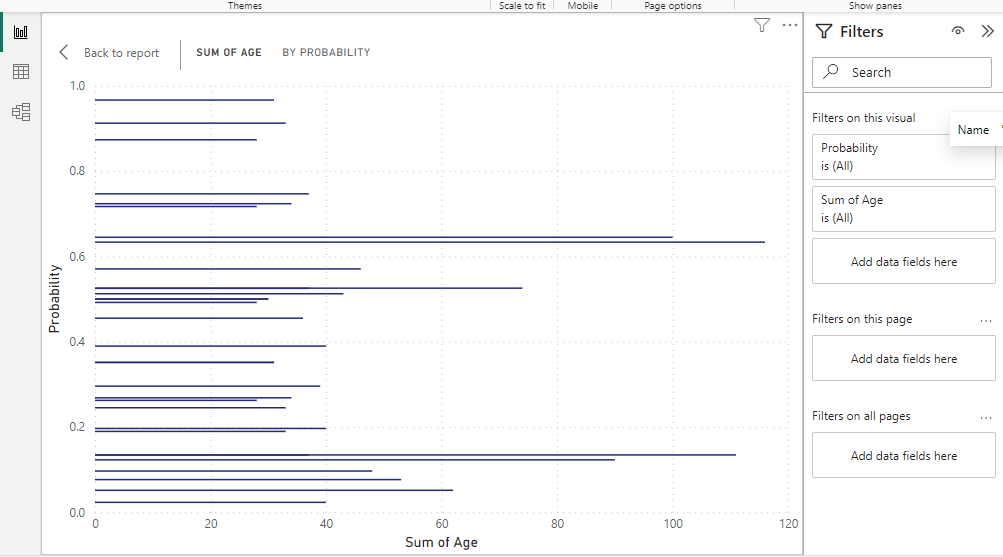 Themes
Scale to fit
Mobile
Page options
Show panes
Back to report
SUM OF AGE
BY PROBABILITY
1.0
0.8
0.6
0.4
0.2
0.0
Probability
0
20
40
60
80
100
120
Sum of Age
Filters
Search
Filters on this visual
Name
Probability
is (All)
Sum of Age
is (All)
Add data fields here
Filters on this page
Add data fields here
Filters on all pages
Add data fields here